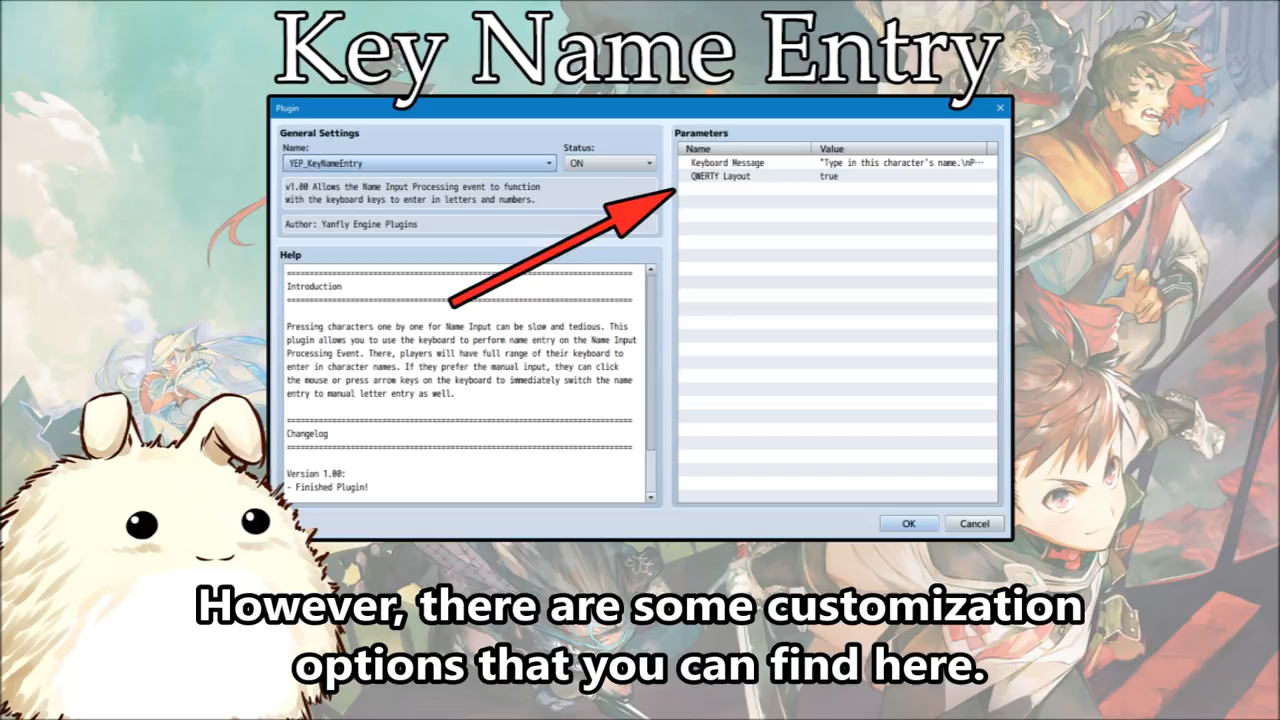 Key Name Entry
Plugin
General Settings
Name:
Status:
YEP_KeyNameEntry
ON
v1.00 Allows the Name Input Processing event to function
with the keyboard keys to enter in letters and numbers.
Author: Yanfly Engine Plugins
Help
================================================================================
Introduction
================================================================================
Pressing characters one by one for Name Input can be slow and tedious. This
plugin allows you to use the keyboard to perform name entry on the Name Input
Processing Event. There, players will have full range of their keyboard to
enter in character names. If they prefer the manual input, they can click
the mouse or press arrow keys on the keyboard to immediately switch the name
entry to manual letter entry as well.
================================================================================
Changelog
================================================================================
Version 1.00:
- Finished Plugin!
Parameters
Name Value
Keyboard Message "Type in this character's name.\nP…
QWERTY Layout true
OK Cancel
However, there are some customization
options that you can find here.